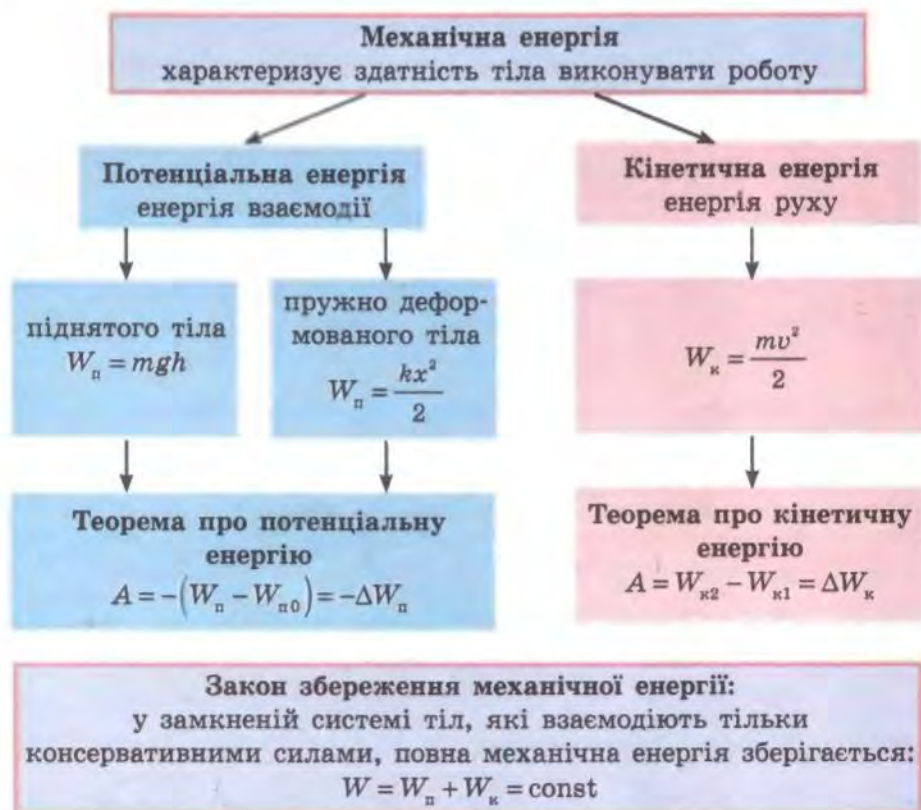 Механічна енергія
характеризує здатність тіла виконувати роботу
Потенціальна енергія
енергія взаємодії
Кінетична енергія
енергія руху
піднятого тіла
Wп = mgh
пружно дефор-
мованого тіла
Wп = kx²/2
Wк = mv²/2
Теорема про потенціальну
енергію
A = −(Wп − Wп0) = −ΔWп
Теорема про кінетичну
енергію
A = Wк2 − Wк1 = ΔWк
Закон збереження механічної енергії:
у замкненій системі тіл, які взаємодіють тільки
консервативними силами, повна механічна енергія зберігається:
W = Wп + Wк = const